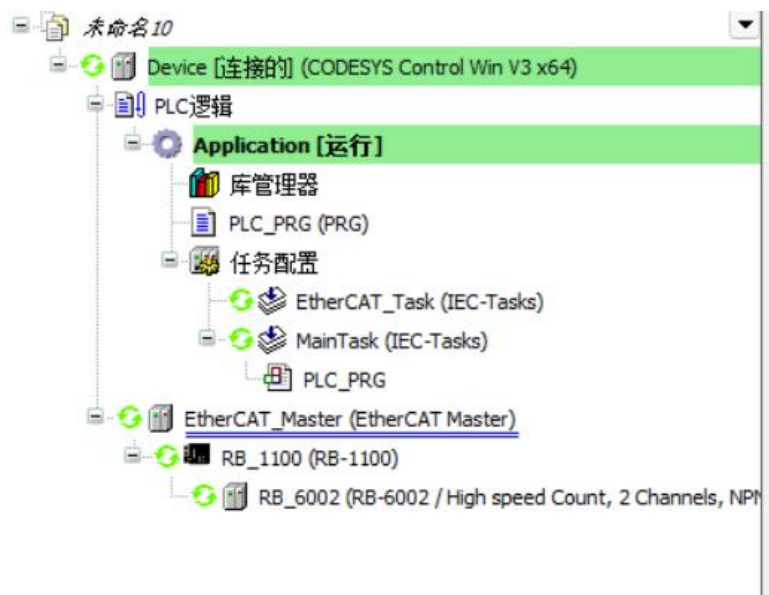 未命名10
Device [连接的] (CODESYS Control Win V3 x64)
PLC逻辑
Application [运行]
库管理器
PLC_PRG (PRG)
任务配置
EtherCAT_Task (IEC-Tasks)
MainTask (IEC-Tasks)
PLC_PRG
EtherCAT_Master (EtherCAT Master)
RB_1100 (RB-1100)
RB_6002 (RB-6002 / High speed Count, 2 Channels, NPN